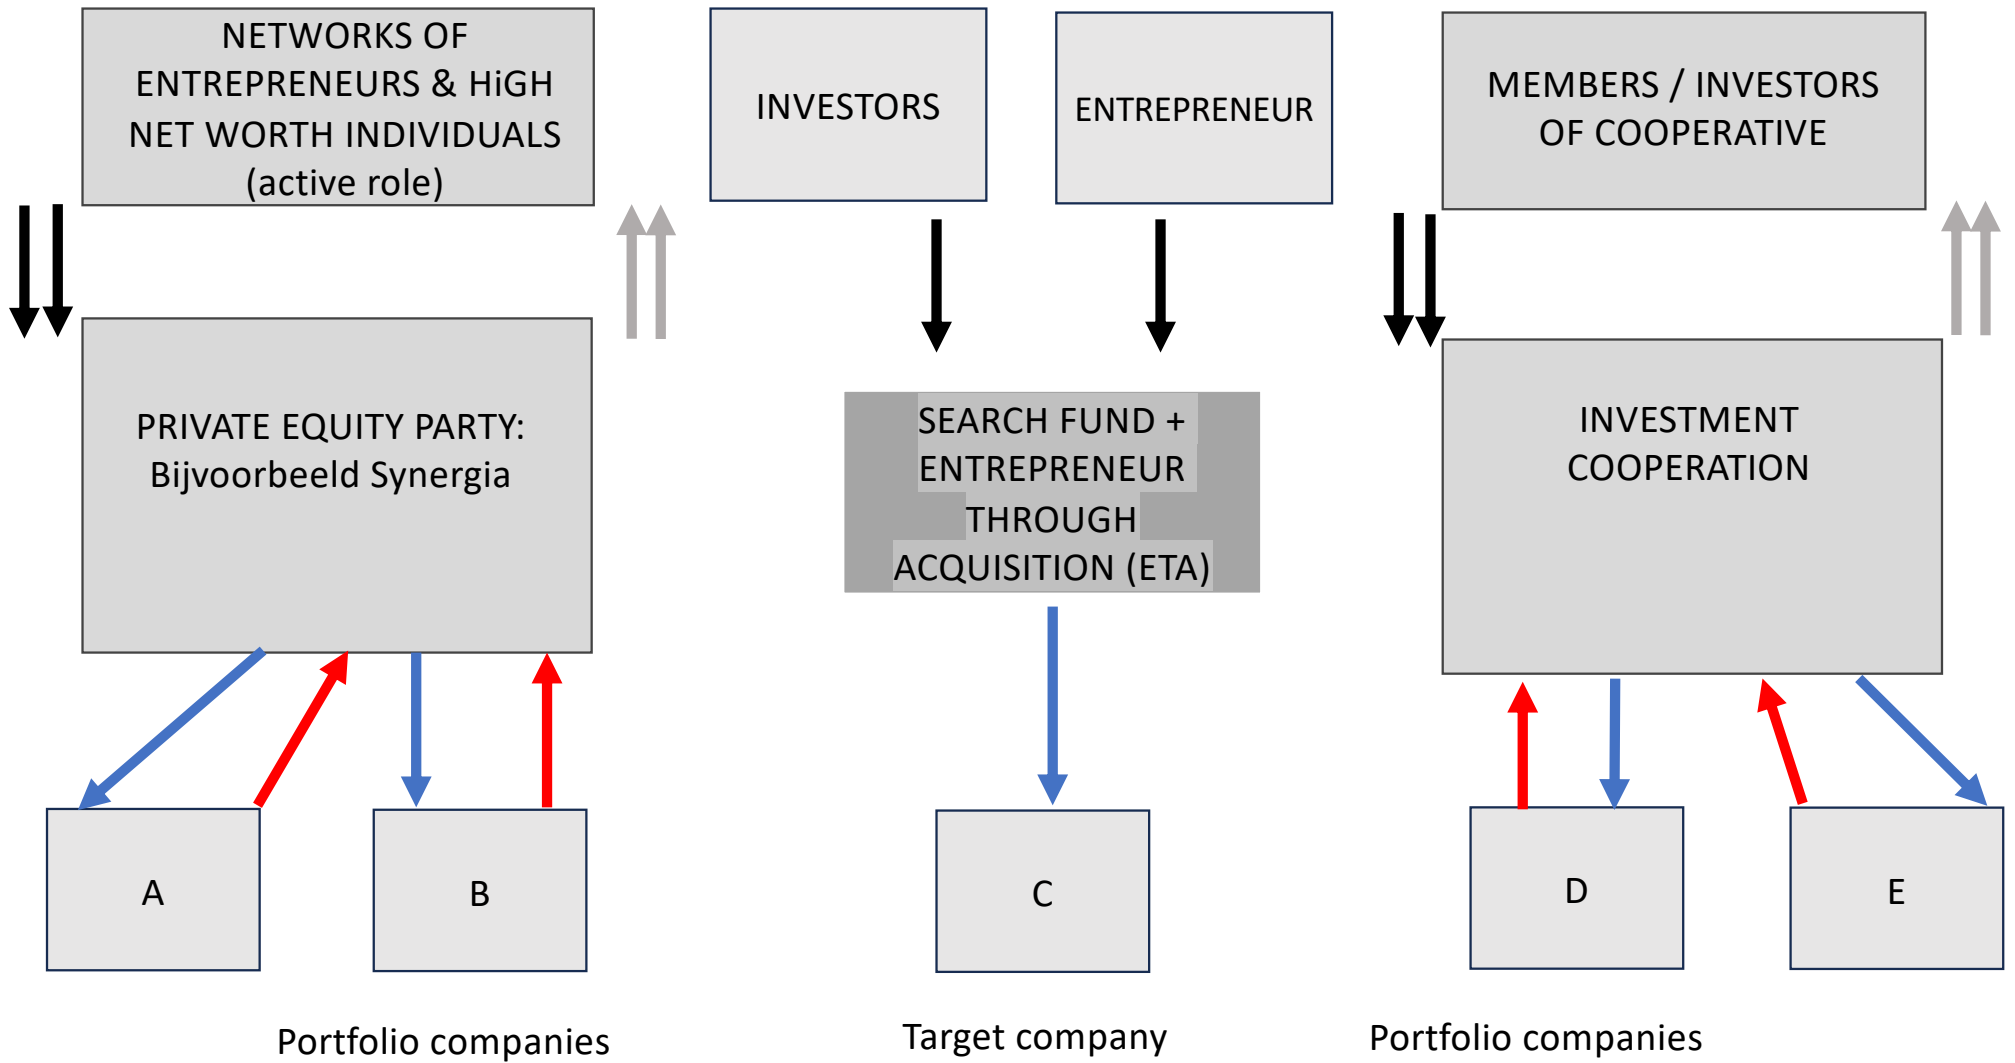 NETWORKS OF
ENTREPRENEURS & HiGH
NET WORTH INDIVIDUALS
(active role)
INVESTORS
ENTREPRENEUR
MEMBERS / INVESTORS
OF COOPERATIVE
PRIVATE EQUITY PARTY:
Bijvoorbeeld Synergia
SEARCH FUND +
ENTREPRENEUR
THROUGH
ACQUISITION (ETA)
INVESTMENT
COOPERATION
A
B
C
D
E
Portfolio companies
Target company
Portfolio companies